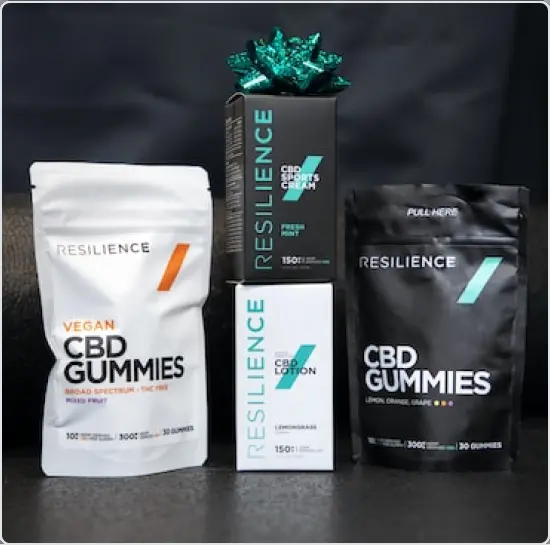 RESILIENCE
VEGAN
CBD
GUMMIES
BROAD SPECTRUM - THC FREE
MIXED FRUIT
300
30 GUMMIES
RESILIENCE
CBD
SPORTS
CREAM
FRESH
MINT
150
RESILIENCE
CBD
LOTION
LEMONGRASS
150
PULL HERE
RESILIENCE
CBD
GUMMIES
LEMON, ORANGE, GRAPE
300
30 GUMMIES